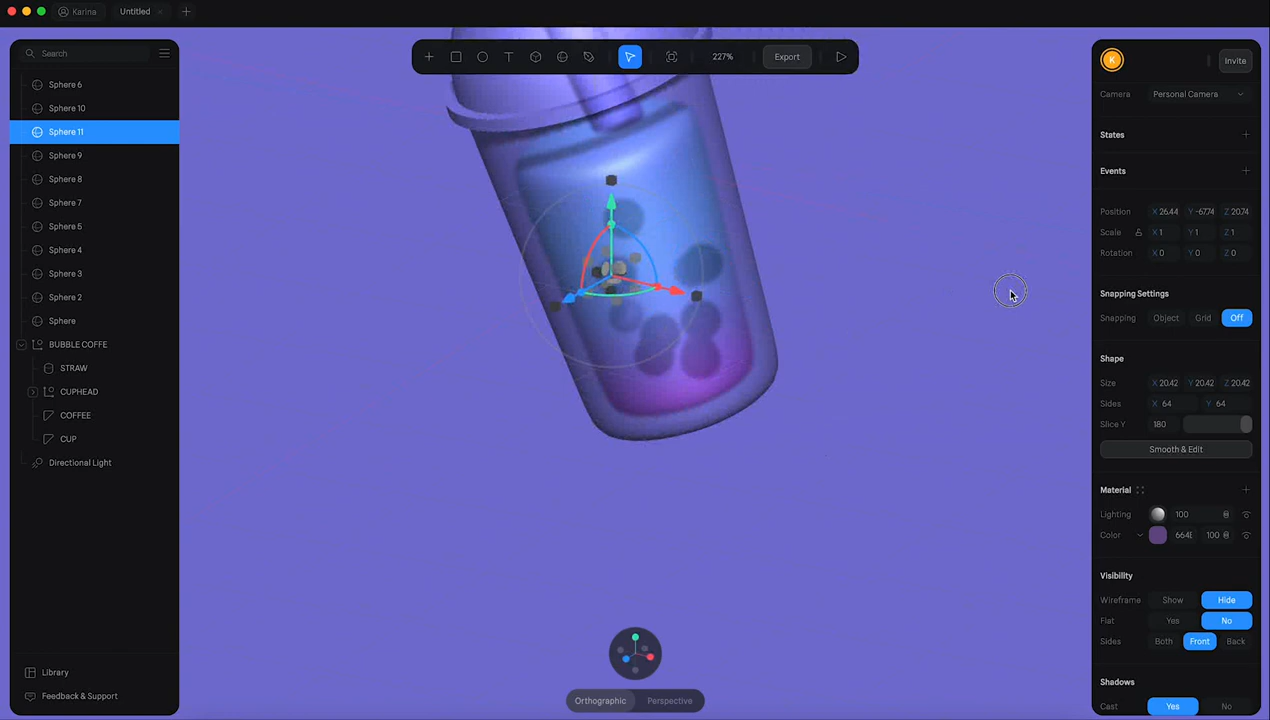 Karina
Untitled
Search
227%
Export
K
Invite
Sphere 6
Sphere 10
Sphere 11
Sphere 9
Sphere 8
Sphere 7
Sphere 5
Sphere 4
Sphere 3
Sphere 2
Sphere
BUBBLE COFFE
STRAW
CUPHEAD
COFFEE
CUP
Directional Light
Library
Feedback & Support
Orthographic
Perspective
Camera Personal Camera
States
Events
Position X 26.44 Y -67.74 Z 20.74
Scale X 1 Y 1 Z 1
Rotation X 0 Y 0 Z 0
Snapping Settings
Snapping Object Grid Off
Shape
Size X 20.42 Y 20.42 Z 20.42
Sides X 64 Y 64
Slice Y 180
Smooth & Edit
Material
Lighting 100
Color 664E 100
Visibility
Wireframe Show Hide
Flat Yes No
Sides Both Front Back
Shadows
Cast Yes No